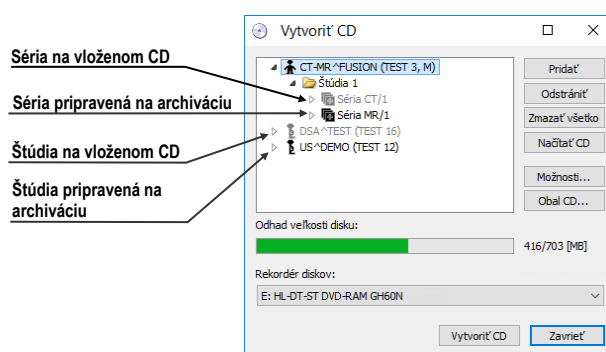 Vytvoriť CD
Séria na vloženom CD
Séria pripravená na archiváciu
Štúdia na vloženom CD
Štúdia pripravená na
archiváciu
CT-MR^FUSION (TEST 3, M)
Štúdia 1
Séria CT/1
Séria MR/1
DSA^TEST (TEST 16)
US^DEMO (TEST 12)
Pridať
Odstrániť
Zmazať všetko
Načítať CD
Možnosti...
Obal CD...
Odhad veľkosti disku:
416/703 [MB]
Rekordér diskov:
E: HL-DT-ST DVD-RAM GH60N
Vytvoriť CD
Zavrieť